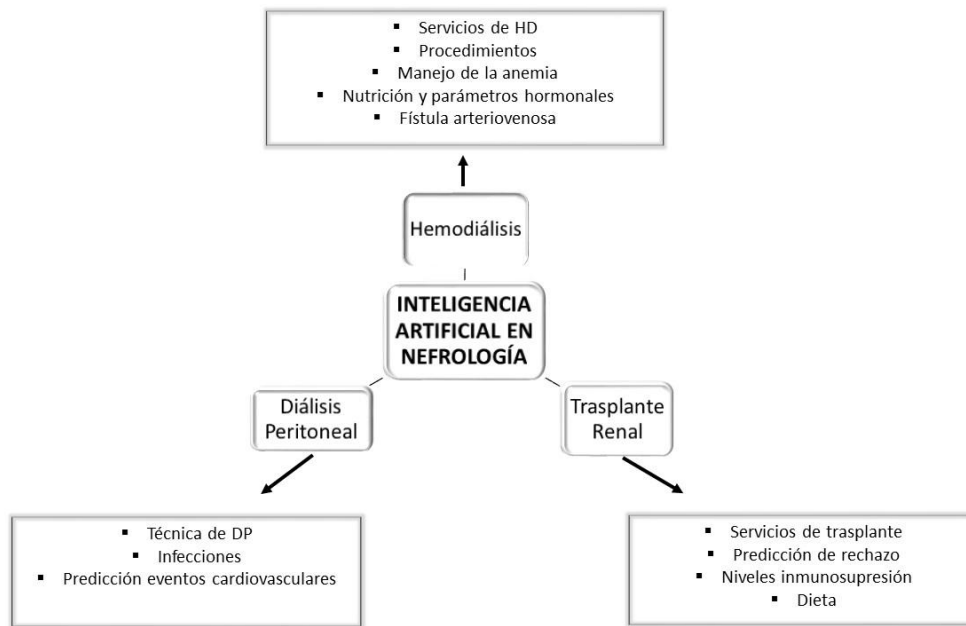 ▪ Servicios de HD
▪ Procedimientos
▪ Manejo de la anemia
▪ Nutrición y parámetros hormonales
▪ Fístula arteriovenosa
Hemodiálisis
INTELIGENCIA
ARTIFICIAL EN
NEFROLOGÍA
Diálisis
Peritoneal
Trasplante
Renal
▪ Técnica de DP
▪ Infecciones
▪ Predicción eventos cardiovasculares
▪ Servicios de trasplante
▪ Predicción de rechazo
▪ Niveles inmunosupresión
▪ Dieta